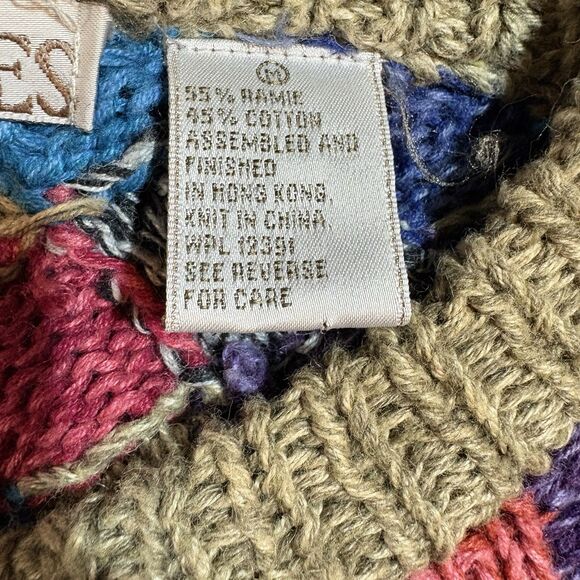 ES
M
55% RAMIE
45% COTTON
ASSEMBLED AND
FINISHED
IN HONG KONG.
KNIT IN CHINA.
WPL 12391
SEE REVERSE
FOR CARE